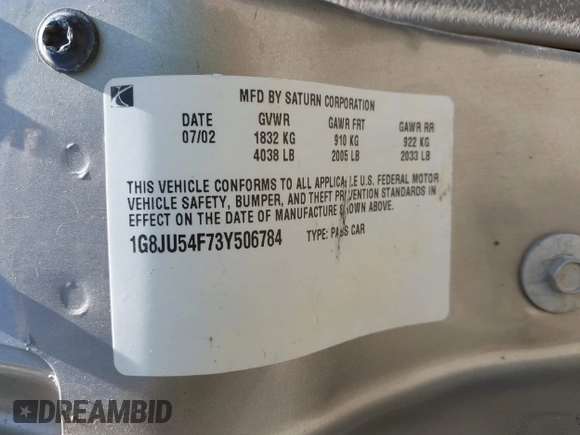 MFD BY SATURN CORPORATION
DATE GVWR GAWR FRT GAWR RR
07/02 1832 KG 910 KG 922 KG
4038 LB 2005 LB 2033 LB
THIS VEHICLE CONFORMS TO ALL APPLICABLE U.S. FEDERAL MOTOR
VEHICLE SAFETY, BUMPER, AND THEFT PREVENTION STANDARDS IN
EFFECT ON THE DATE OF MANUFACTURE SHOWN ABOVE.
1G8JU54F73Y506784 TYPE: PASS CAR
DREAMBID